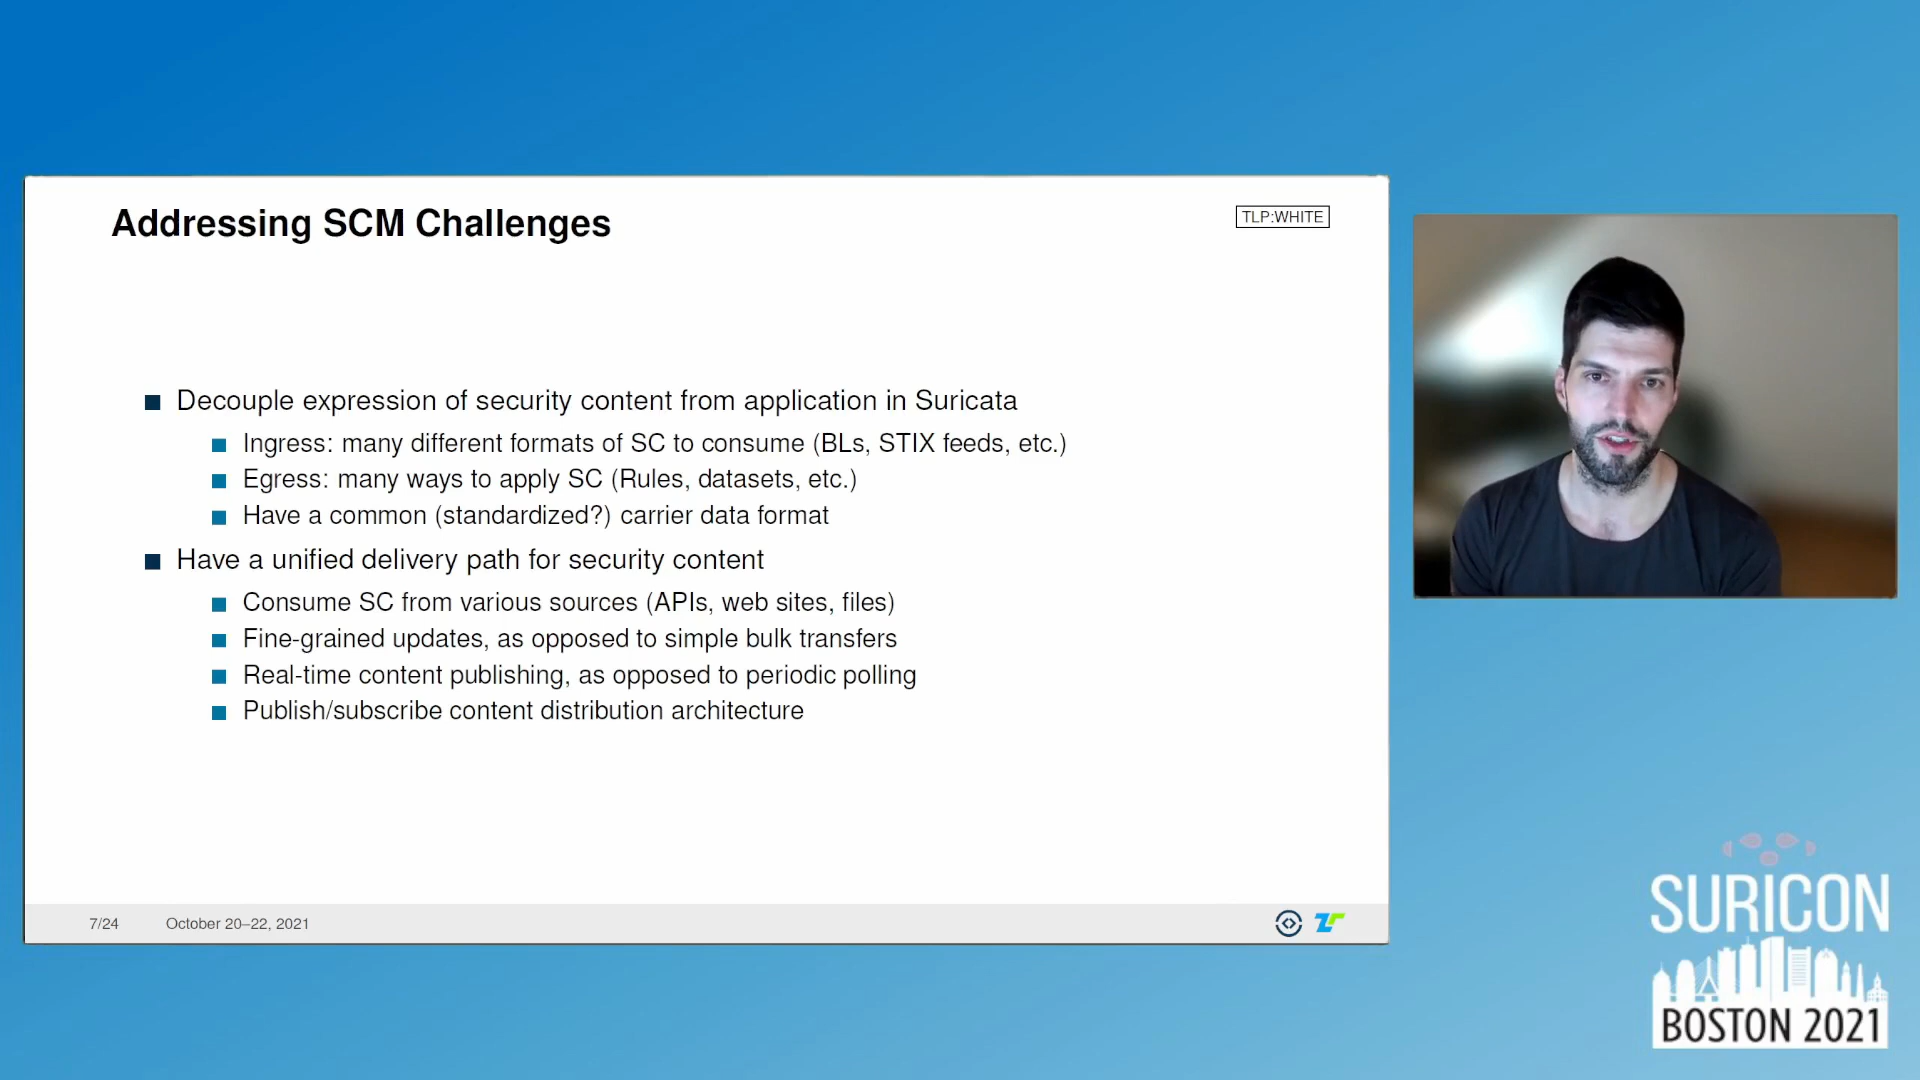 Addressing SCM Challenges
TLP:WHITE
Decouple expression of security content from application in Suricata
Ingress: many different formats of SC to consume (BLs, STIX feeds, etc.)
Egress: many ways to apply SC (Rules, datasets, etc.)
Have a common (standardized?) carrier data format
Have a unified delivery path for security content
Consume SC from various sources (APIs, web sites, files)
Fine-grained updates, as opposed to simple bulk transfers
Real-time content publishing, as opposed to periodic polling
Publish/subscribe content distribution architecture
7/24
October 20–22, 2021
SURICON
BOSTON 2021